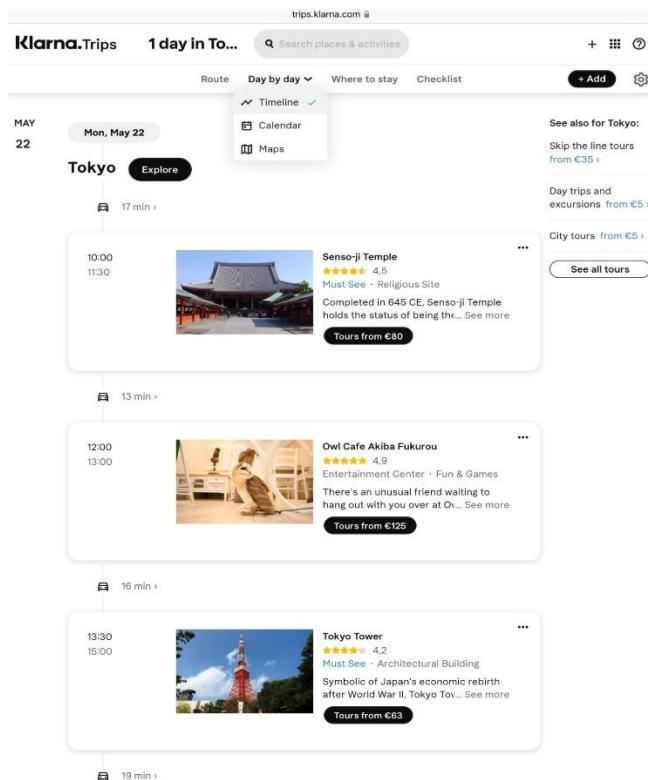 trips.klarna.com
Klarna.Trips
1 day in To...
Search places & activities
Route
Day by day
Where to stay
Checklist
+ Add
Timeline
Calendar
Maps
MAY
22
Mon, May 22
Tokyo
Explore
17 min ›
10:00
11:30
Senso-ji Temple
4,5
Must See · Religious Site
Completed in 645 CE, Senso-ji Temple
holds the status of being the... See more
Tours from €80
13 min ›
12:00
13:00
Owl Cafe Akiba Fukurou
4,9
Entertainment Center · Fun & Games
There's an unusual friend waiting to
hang out with you over at Ow... See more
Tours from €125
16 min ›
13:30
15:00
Tokyo Tower
4,2
Must See · Architectural Building
Symbolic of Japan's economic rebirth
after World War II, Tokyo Tov... See more
Tours from €63
19 min ›
See also for Tokyo:
Skip the line tours
from €35 ›
Day trips and
excursions from €5 ›
City tours from €5 ›
See all tours